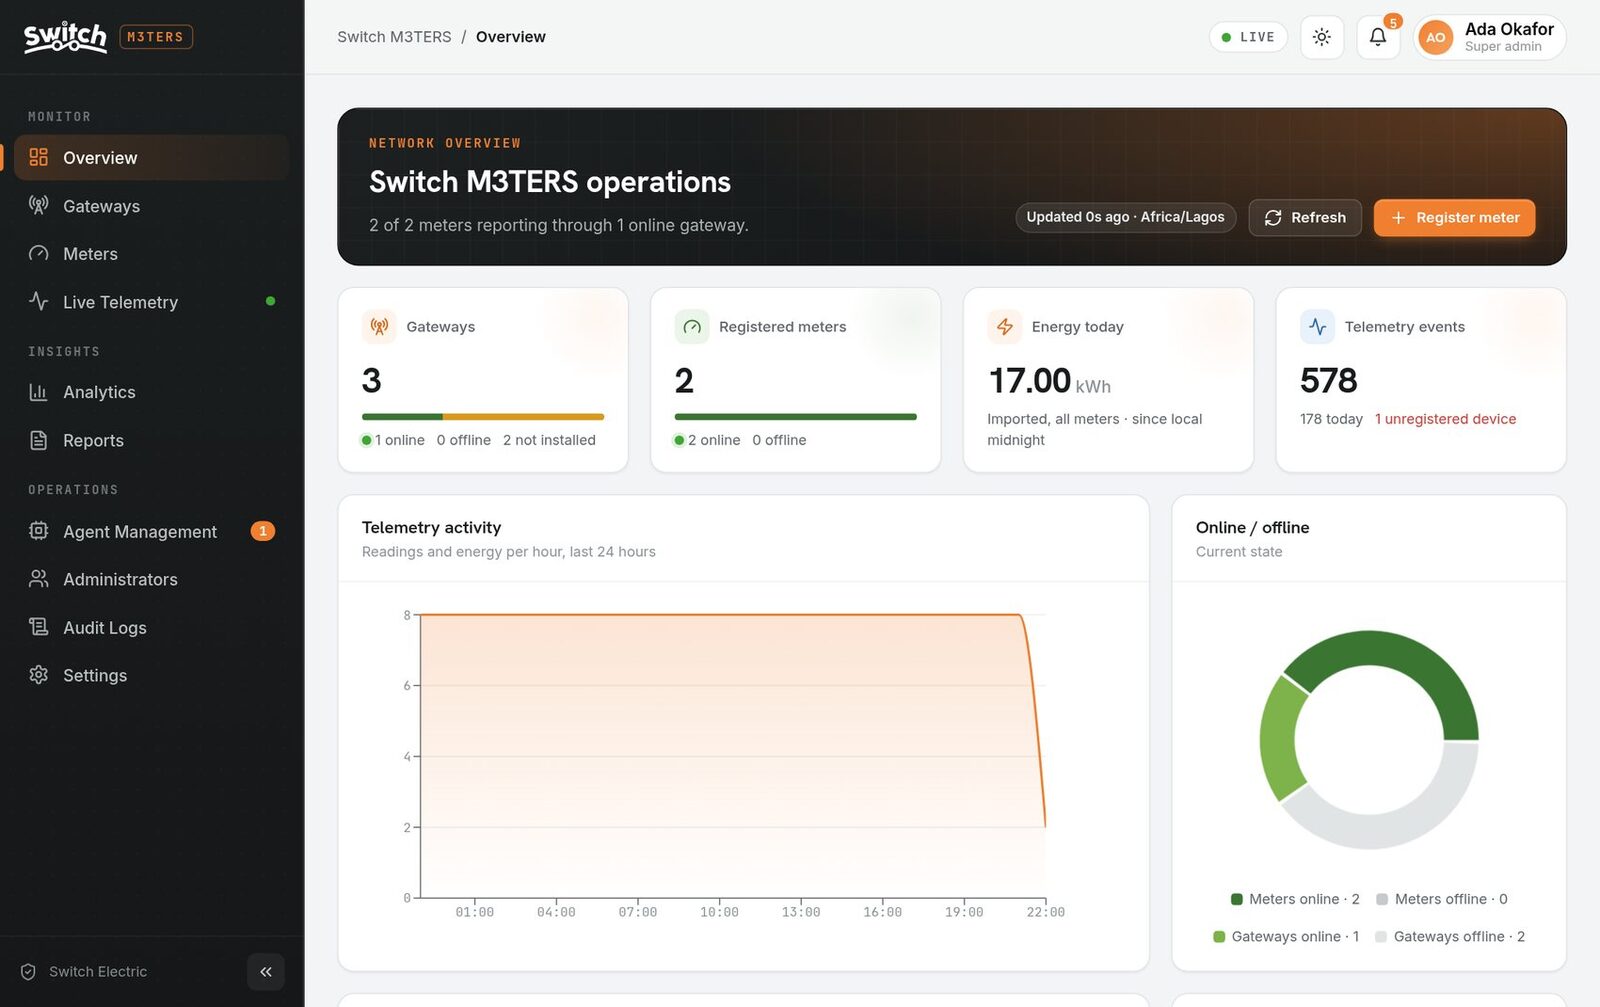 Switch M3TERS
MONITOR
Overview
Gateways
Meters
Live Telemetry
INSIGHTS
Analytics
Reports
OPERATIONS
Agent Management 1
Administrators
Audit Logs
Settings
Switch Electric
Switch M3TERS / Overview
LIVE
5
AO
Ada Okafor
Super admin
NETWORK OVERVIEW
Switch M3TERS operations
2 of 2 meters reporting through 1 online gateway.
Updated 0s ago · Africa/Lagos
Refresh
Register meter
Gateways
3
1 online 0 offline 2 not installed
Registered meters
2
2 online 0 offline
Energy today
17.00 kWh
Imported, all meters · since local
midnight
Telemetry events
578
178 today 1 unregistered device
Telemetry activity
Readings and energy per hour, last 24 hours
8
6
4
2
0
01:00 04:00 07:00 10:00 13:00 16:00 19:00 22:00
Online / offline
Current state
Meters online · 2 Meters offline · 0
Gateways online · 1 Gateways offline · 2